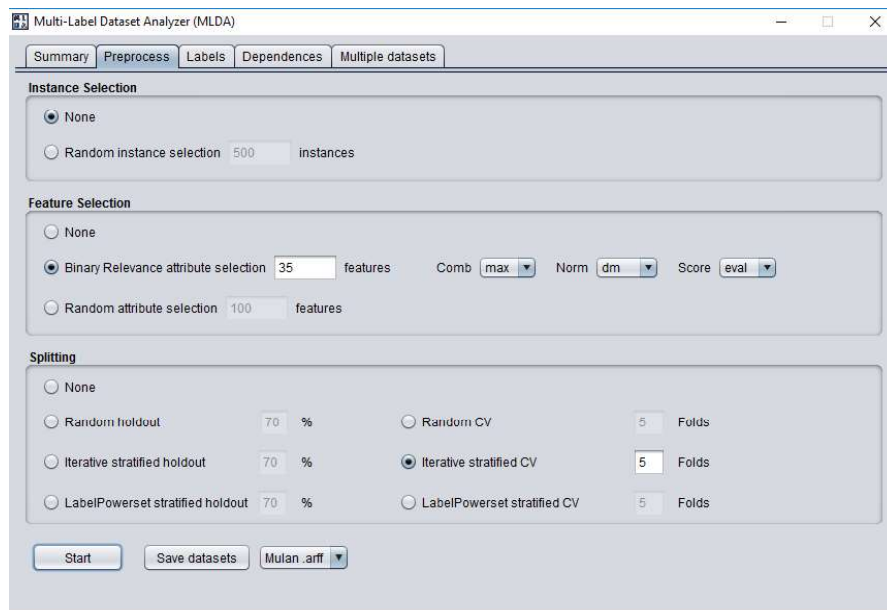 Multi-Label Dataset Analyzer (MLDA)
Summary Preprocess Labels Dependences Multiple datasets
Instance Selection
None
Random instance selection 500 instances
Feature Selection
None
Binary Relevance attribute selection 35 features Comb max Norm dm Score eval
Random attribute selection 100 features
Splitting
None
Random holdout 70 % Random CV 5 Folds
Iterative stratified holdout 70 % Iterative stratified CV 5 Folds
LabelPowerset stratified holdout 70 % LabelPowerset stratified CV 5 Folds
Start Save datasets Mulan .arff